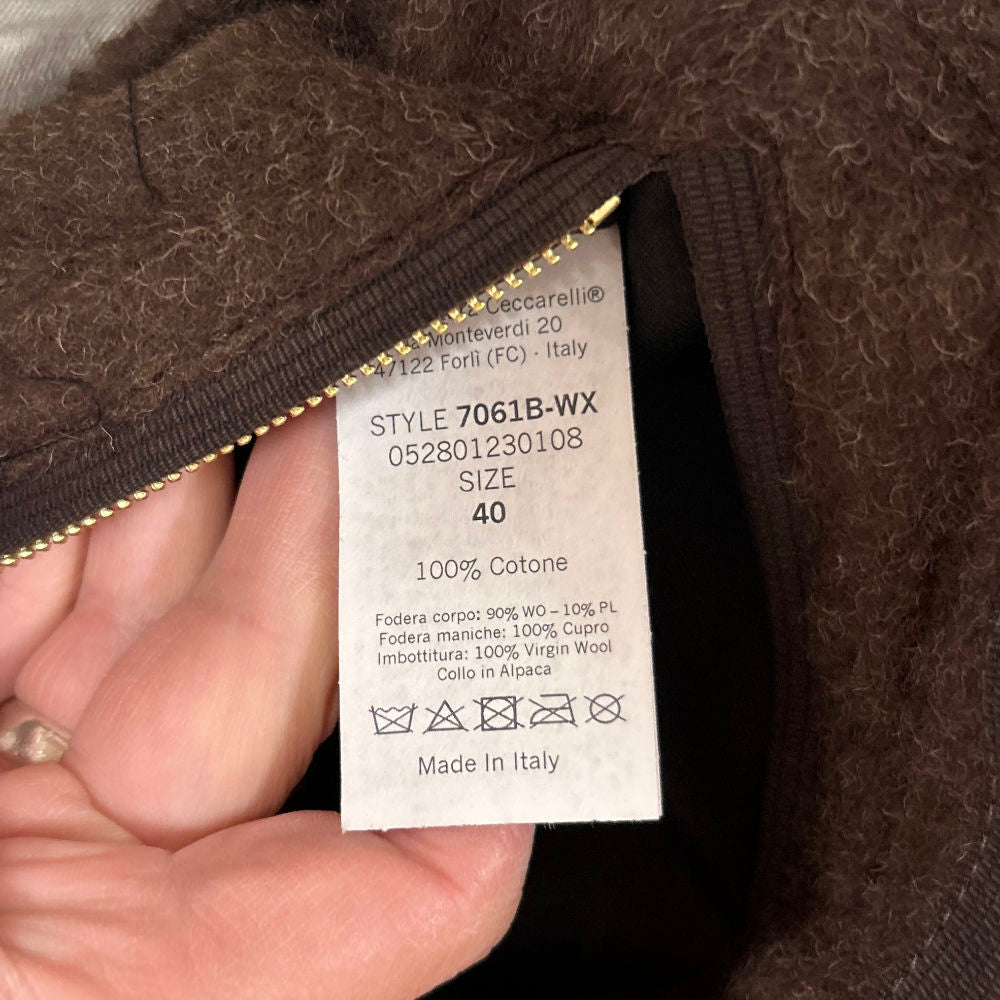 Ceccarelli®
Monteverdi 20
47122 Forlì (FC) · Italy
STYLE 7061B-WX
052801230108
SIZE
40
100% Cotone
Fodera corpo: 90% WO – 10% PL
Fodera maniche: 100% Cupro
Imbottitura: 100% Virgin Wool
Collo in Alpaca
Made In Italy